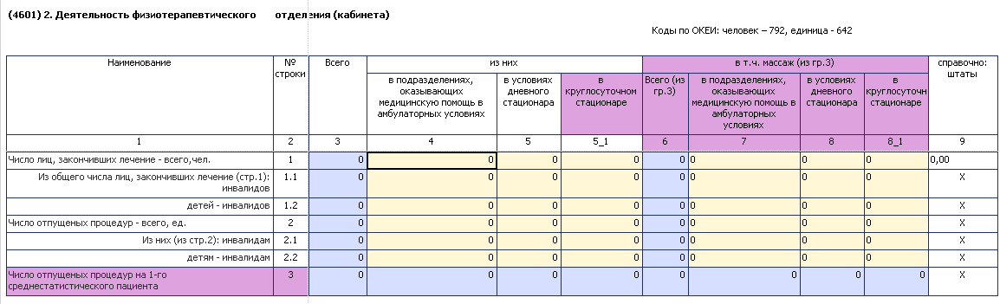 (4601) 2. Деятельность физиотерапевтического отделения (кабинета)
Коды по ОКЕИ: человек – 792, единица - 642
Наименование № строки Всего из них в т.ч. массаж (из гр.3) справочно: штаты
в подразделениях, оказывающих медицинскую помощь в амбулаторных условиях в условиях дневного стационара в круглосуточном стационаре Всего (из гр.3) в подразделениях, оказывающих медицинскую помощь в амбулаторных условиях в условиях дневного стационара в круглосуточн стационаре
1 2 3 4 5 5_1 6 7 8 8_1 9
Число лиц, закончивших лечение - всего,чел. 1 0 0 0 0 0 0 0 0 0,00
Из общего числа лиц, закончивших лечение (стр.1): инвалидов 1.1 0 0 0 0 0 0 0 0 X
детей - инвалидов 1.2 0 0 0 0 0 0 0 0 X
Число отпущеных процедур - всего, ед. 2 0 0 0 0 0 0 0 0 X
Из них (из стр.2): инвалидам 2.1 0 0 0 0 0 0 0 0 X
детям - инвалидам 2.2 0 0 0 0 0 0 0 0 X
Число отпущеных процедур на 1-го среднестатистического пациента 3 0 0 0 0 0 0 0 0 X